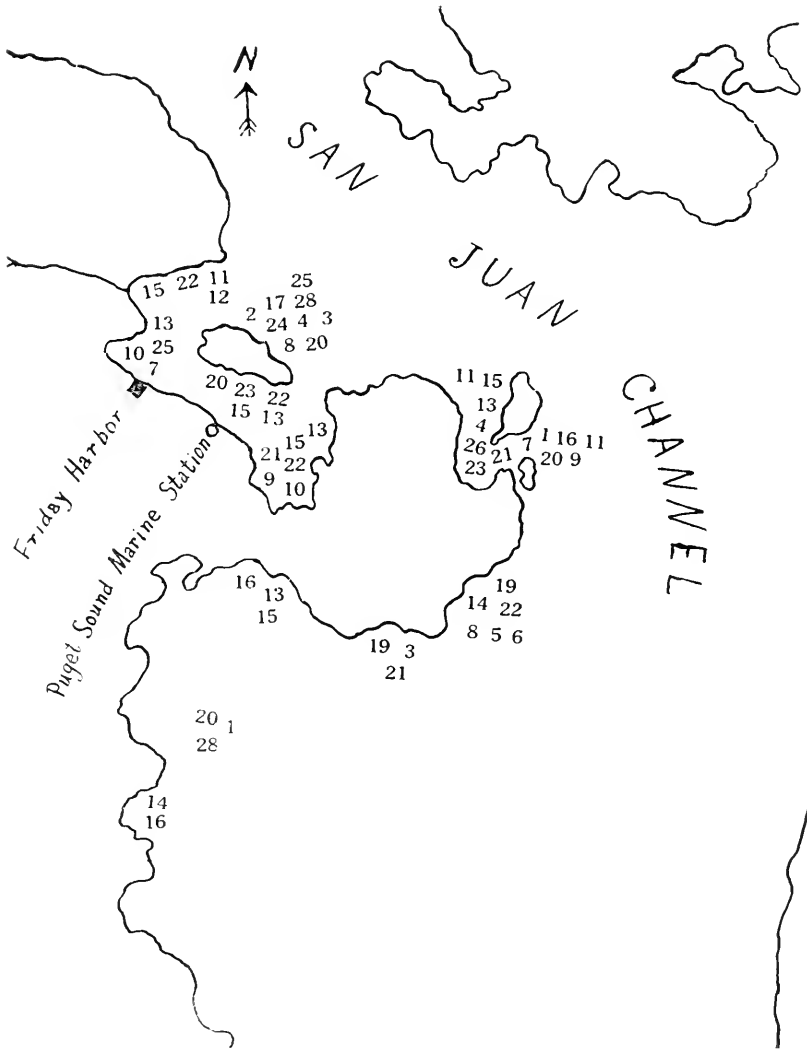 N
SAN
JUAN
CHANNEL
15 22 11
12
13
10 25
7
25
17 28
2 24 4 3
8 20
20 23 22
15 13
13
15
21 22
9 10
11 15
13
4
26 21 7 1 16 11
23 20 9
Friday Harbor
Puget Sound Marine Station
16 13
15
19
14 22
8 5 6
19 3
21
20 1
28
14
16